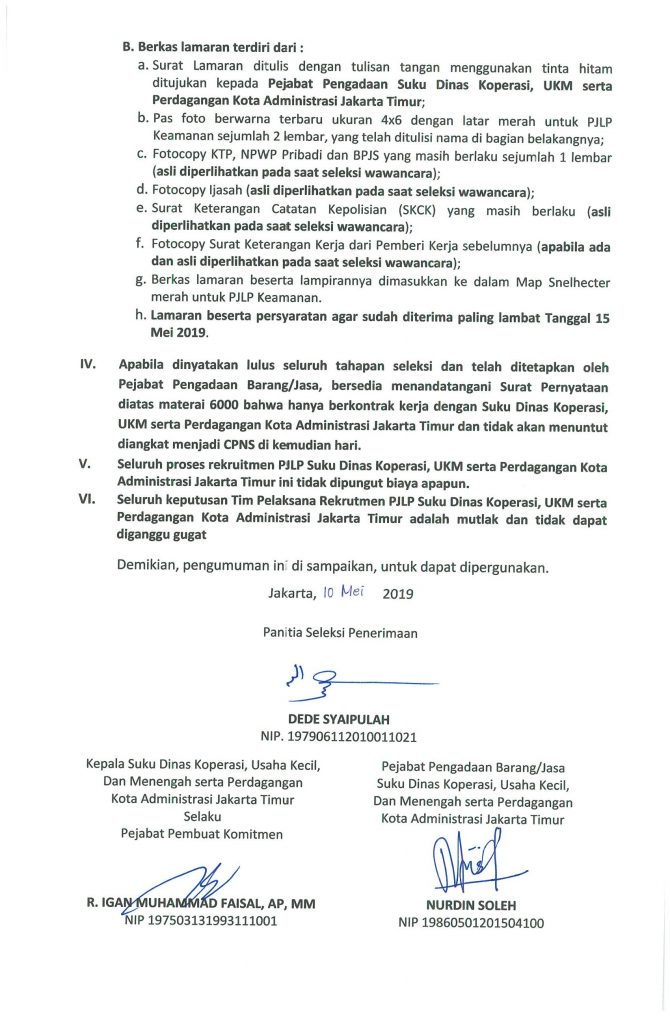 B. Berkas lamaran terdiri dari :
a. Surat Lamaran ditulis dengan tulisan tangan menggunakan tinta hitam
ditujukan kepada Pejabat Pengadaan Suku Dinas Koperasi, UKM serta
Perdagangan Kota Administrasi Jakarta Timur;
b. Pas foto berwarna terbaru ukuran 4x6 dengan latar merah untuk PJLP
Keamanan sejumlah 2 lembar, yang telah ditulisi nama di bagian belakangnya;
c. Fotocopy KTP, NPWP Pribadi dan BPJS yang masih berlaku sejumlah 1 lembar
(asli diperlihatkan pada saat seleksi wawancara);
d. Fotocopy Ijasah (asli diperlihatkan pada saat seleksi wawancara);
e. Surat Keterangan Catatan Kepolisian (SKCK) yang masih berlaku (asli
diperlihatkan pada saat seleksi wawancara);
f. Fotocopy Surat Keterangan Kerja dari Pemberi Kerja sebelumnya (apabila ada
dan asli diperlihatkan pada saat seleksi wawancara);
g. Berkas lamaran beserta lampirannya dimasukkan ke dalam Map Snelhecter
merah untuk PJLP Keamanan.
h. Lamaran beserta persyaratan agar sudah diterima paling lambat Tanggal 15
Mei 2019.
IV. Apabila dinyatakan lulus seluruh tahapan seleksi dan telah ditetapkan oleh
Pejabat Pengadaan Barang/Jasa, bersedia menandatangani Surat Pernyataan
diatas materai 6000 bahwa hanya berkontrak kerja dengan Suku Dinas Koperasi,
UKM serta Perdagangan Kota Administrasi Jakarta Timur dan tidak akan menuntut
diangkat menjadi CPNS di kemudian hari.
V. Seluruh proses rekruitmen PJLP Suku Dinas Koperasi, UKM serta Perdagangan Kota
Administrasi Jakarta Timur ini tidak dipungut biaya apapun.
VI. Seluruh keputusan Tim Pelaksana Rekrutmen PJLP Suku Dinas Koperasi, UKM serta
Perdagangan Kota Administrasi Jakarta Timur adalah mutlak dan tidak dapat
diganggu gugat
Demikian, pengumuman ini di sampaikan, untuk dapat dipergunakan.
Jakarta, 10 Mei 2019
Panitia Seleksi Penerimaan
DEDE SYAIPULAH
NIP. 197906112010011021
Kepala Suku Dinas Koperasi, Usaha Kecil,
Dan Menengah serta Perdagangan
Kota Administrasi Jakarta Timur
Selaku
Pejabat Pembuat Komitmen
R. IGAN MUHAMMAD FAISAL, AP, MM
NIP 197503131993111001
Pejabat Pengadaan Barang/Jasa
Suku Dinas Koperasi, Usaha Kecil,
Dan Menengah serta Perdagangan
Kota Administrasi Jakarta Timur
NURDIN SOLEH
NIP 19860501201504100